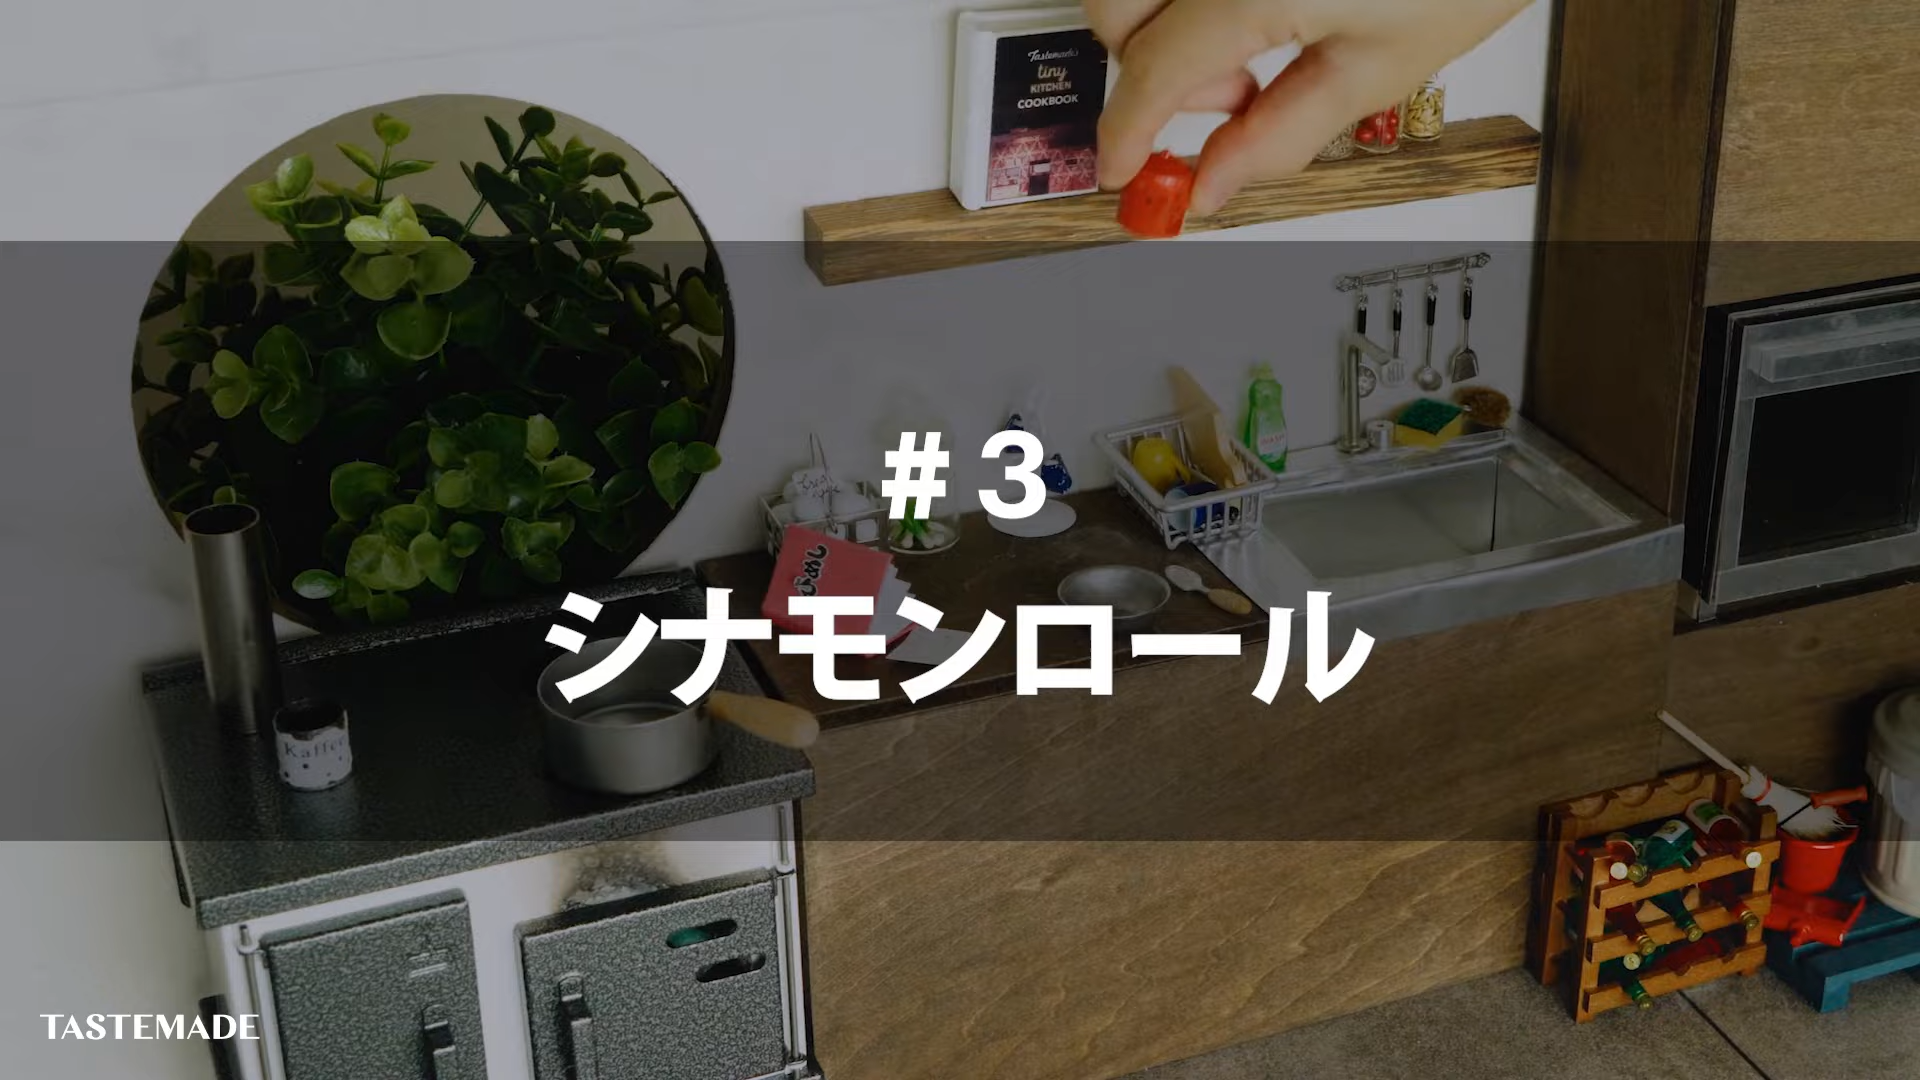 Tastemade's
tiny
KITCHEN
COOKBOOK
#3
シナモンロール
Kaffee
TASTEMADE